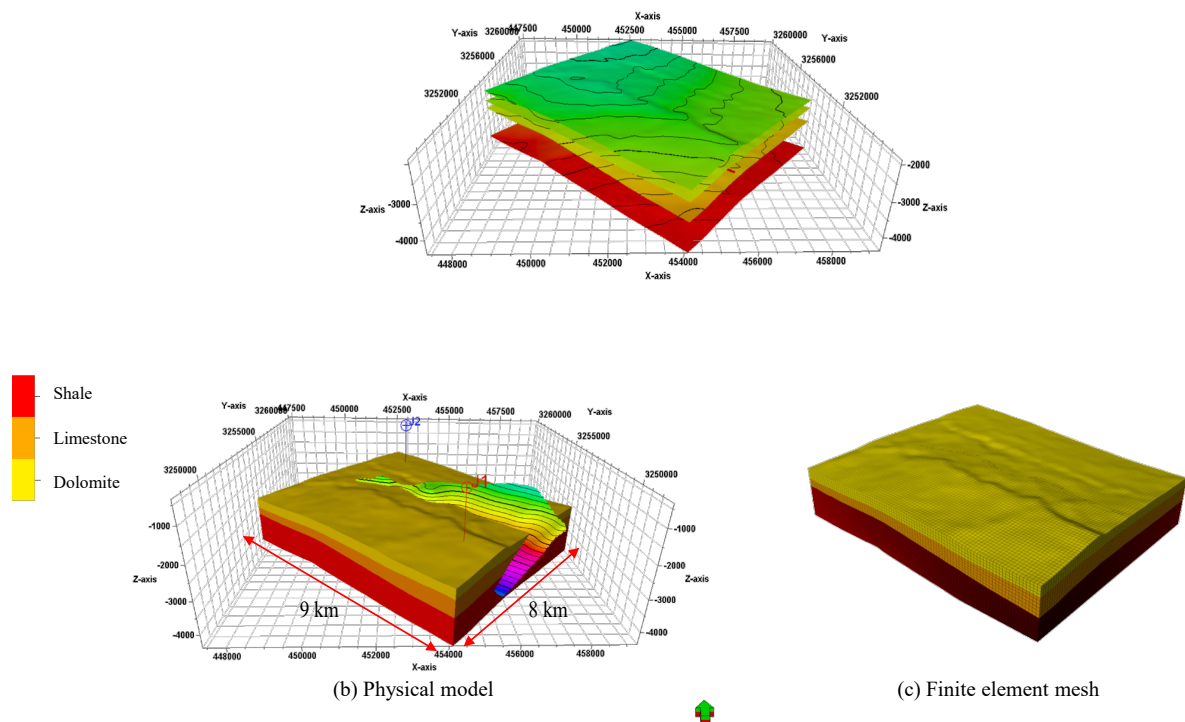 X-axis
Y-axis 3260000 447500 450000 452500 455000 457500 3260000 Y-axis
3256000 3256000
3252000 3252000
-2000
Z-axis -3000 -3000 Z-axis
-4000 -4000
448000 450000 452000 454000 456000 458000
X-axis
Shale
Limestone
Dolomite
X-axis
Y-axis 3260000 447500 450000 452500 455000 457500 3260000 Y-axis
J2
3255000 3255000
3250000 3250000
J1
-1000 -1000
-2000 -2000
Z-axis Z-axis
-3000 -3000
9 km 8 km
-4000 -4000
448000 450000 452000 454000 456000 458000
X-axis
(b) Physical model
(c) Finite element mesh